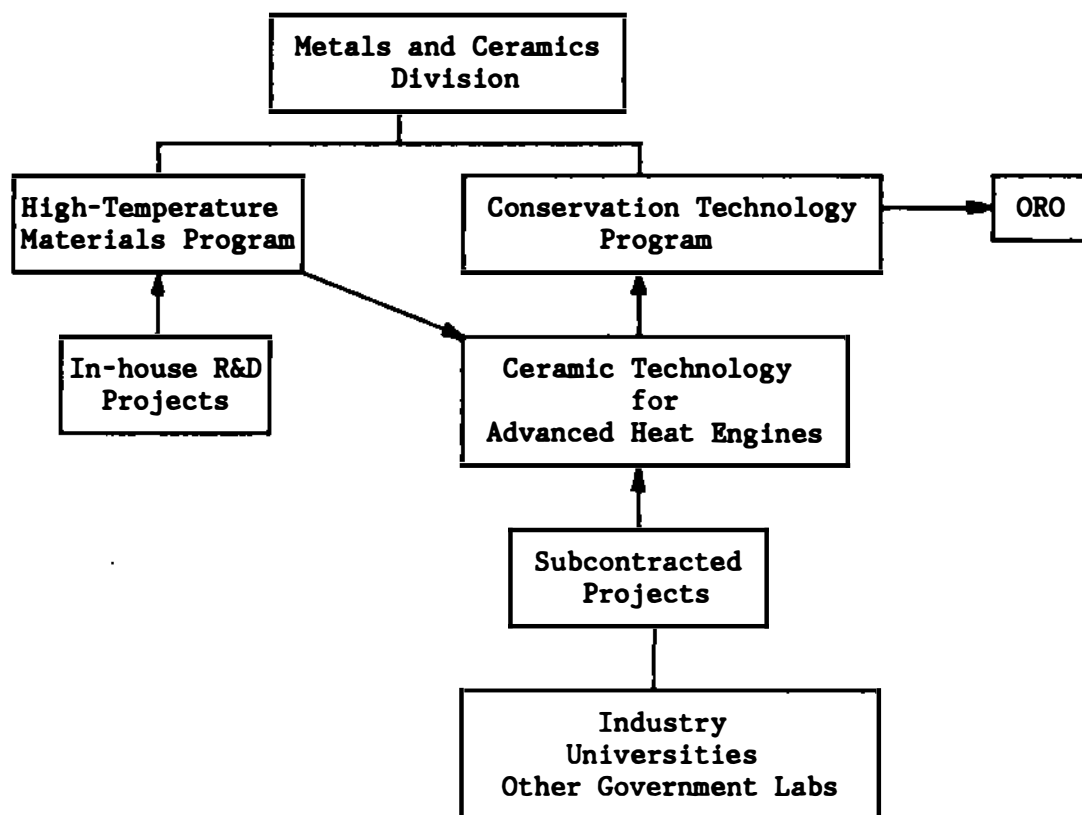 Metals and Ceramics
Division
High-Temperature
Materials Program
Conservation Technology
Program
ORO
In-house R&D
Projects
Ceramic Technology
for
Advanced Heat Engines
Subcontracted
Projects
Industry
Universities
Other Government Labs